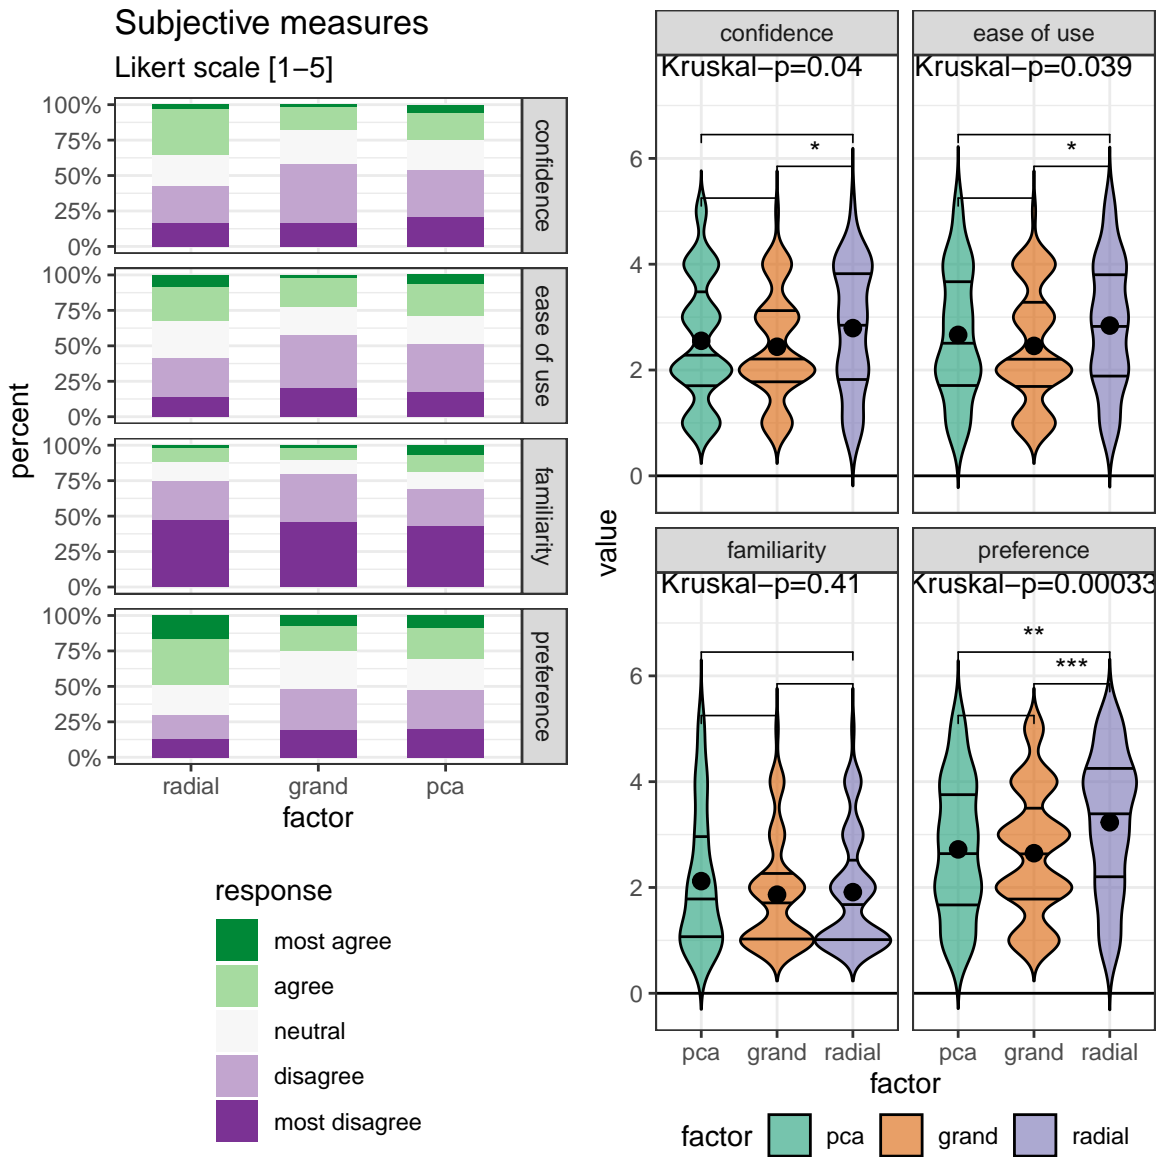 Subjective measures
Likert scale [1−5]
percent
100%
75%
50%
25%
0%
confidence
100%
75%
50%
25%
0%
ease of use
100%
75%
50%
25%
0%
familiarity
100%
75%
50%
25%
0%
preference
radial grand pca
factor
response
most agree
agree
neutral
disagree
most disagree
value
confidence
Kruskal−p=0.04
*
6
4
2
0
ease of use
Kruskal−p=0.039
*
familiarity
Kruskal−p=0.41
6
4
2
0
preference
Kruskal−p=0.00033
**
***
pca grand radial
pca grand radial
factor
factor pca grand radial